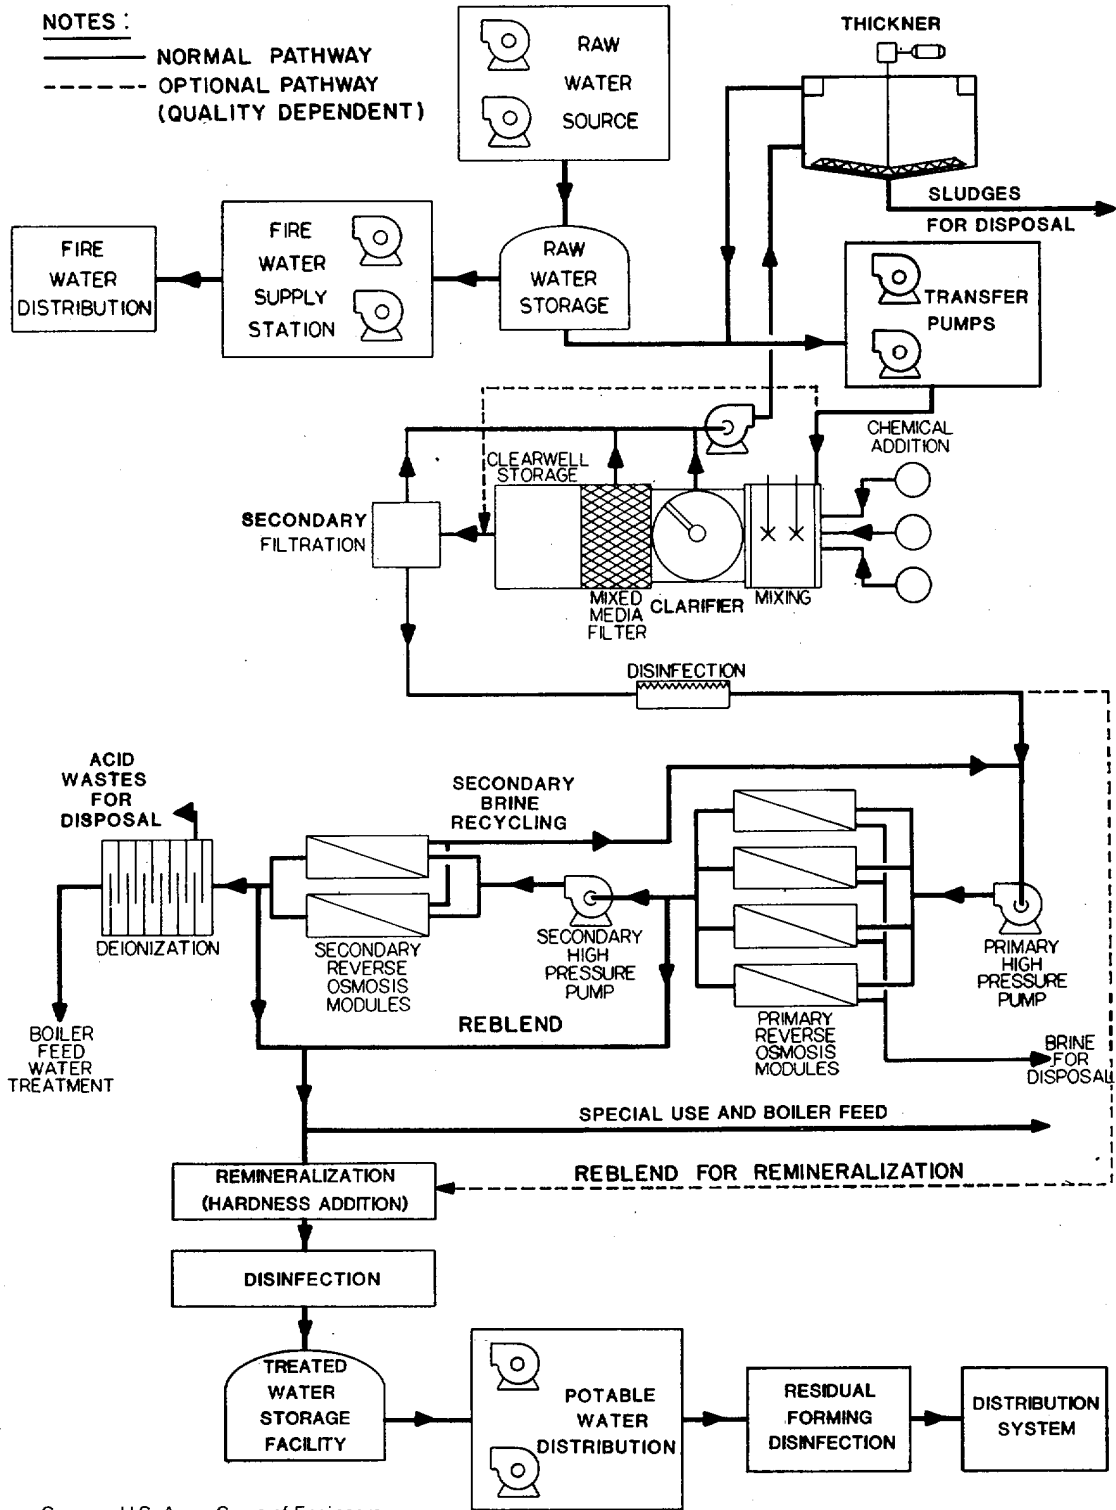 NOTES :
NORMAL PATHWAY
OPTIONAL PATHWAY
(QUALITY DEPENDENT)
RAW
WATER
SOURCE
THICKNER
SLUDGES
FOR DISPOSAL
FIRE
WATER
DISTRIBUTION
FIRE
WATER
SUPPLY
STATION
RAW
WATER
STORAGE
TRANSFER
PUMPS
CHEMICAL
ADDITION
CLEARWELL
STORAGE
SECONDARY
FILTRATION
MIXED
MEDIA
FILTER
CLARIFIER
MIXING
DISINFECTION
ACID
WASTES
FOR
DISPOSAL
SECONDARY
BRINE
RECYCLING
DEIONIZATION
SECONDARY
REVERSE
OSMOSIS
MODULES
SECONDARY
HIGH
PRESSURE
PUMP
PRIMARY
HIGH
PRESSURE
PUMP
PRIMARY
REVERSE
OSMOSIS
MODULES
BOILER
FEED
WATER
TREATMENT
REBLEND
BRINE
FOR
DISPOSAL
SPECIAL USE AND BOILER FEED
REMINERALIZATION
(HARDNESS ADDITION)
REBLEND FOR REMINERALIZATION
DISINFECTION
TREATED
WATER
STORAGE
FACILITY
POTABLE
WATER
DISTRIBUTION
RESIDUAL
FORMING
DISINFECTION
DISTRIBUTION
SYSTEM